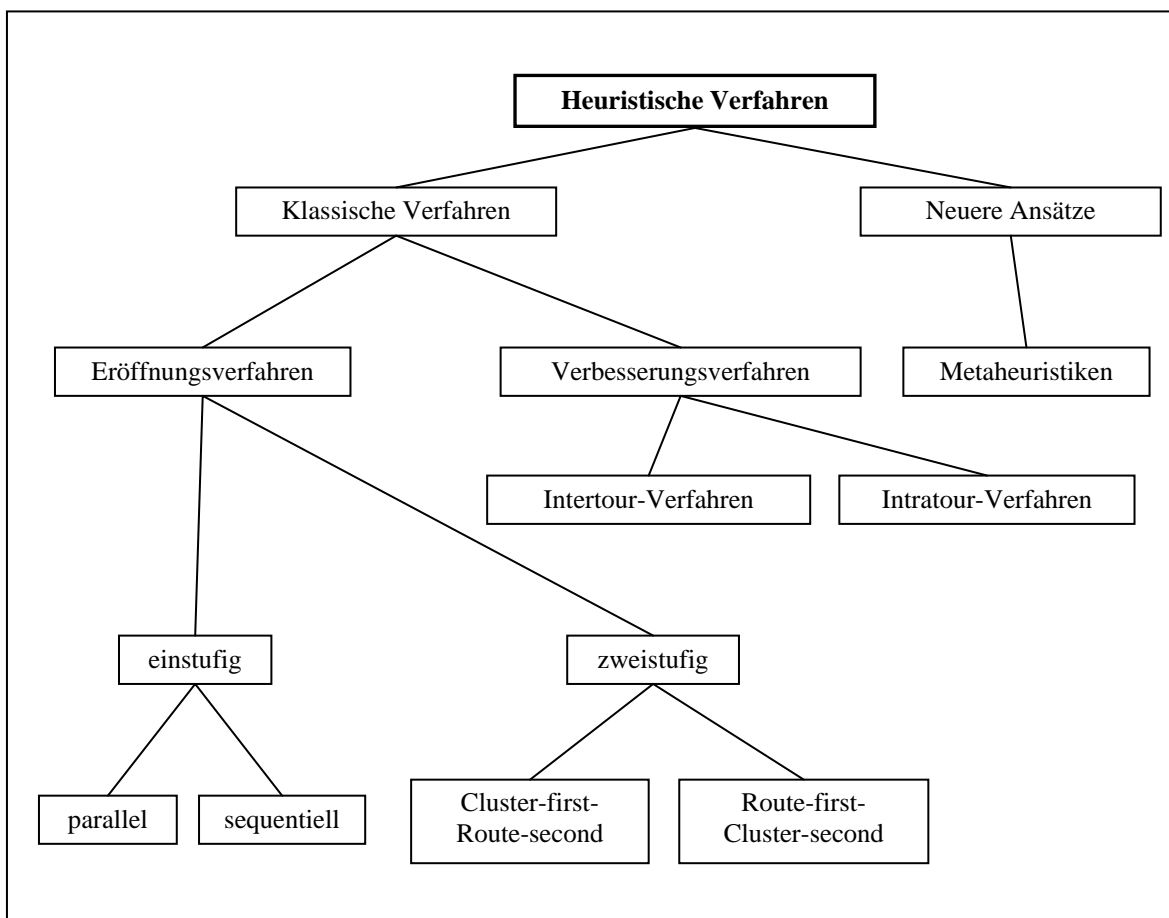 Heuristische Verfahren
Klassische Verfahren
Neuere Ansätze
Eröffnungsverfahren
Verbesserungsverfahren
Metaheuristiken
Intertour-Verfahren
Intratour-Verfahren
einstufig
zweistufig
parallel
sequentiell
Cluster-first-
Route-second
Route-first-
Cluster-second